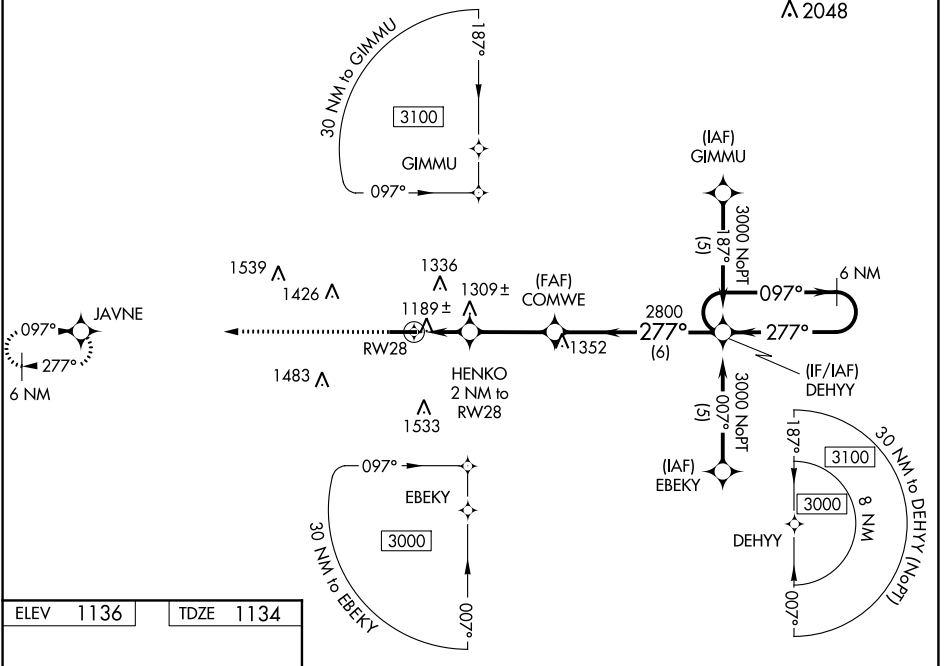 2048
30 NM to GIMMU
187°
3100
GIMMU
097°
(IAF)
GIMMU
3000 NoPT
187°
(5)
6 NM
097°
277°
1539
1426
1336
1309±
1189±
(FAF)
COMWE
2800
277°
(6)
1352
JAVNE
097°
277°
6 NM
RW28
HENKO
2 NM to
RW28
1483
1533
(IF/IAF)
DEHYY
3000 NoPT
007°
(5)
(IAF)
EBEKY
097°
EBEKY
3000
30 NM to EBEKY
007°
187°
3100
3000
8 NM
30 NM to DEHYY (NoPT)
DEHYY
007°
ELEV 1136
TDZE 1134